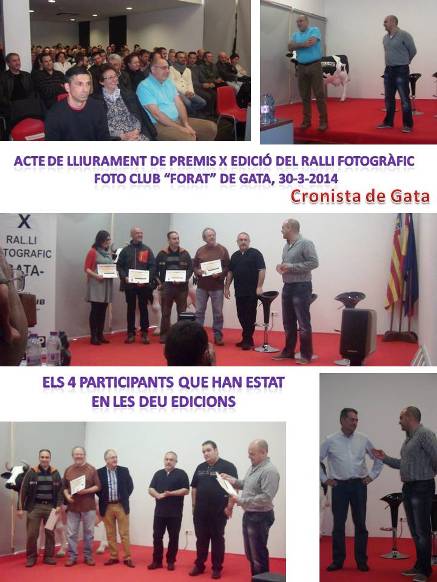 ACTE DE LLIURAMENT DE PREMIS X EDICIÓ DEL RALLI FOTOGRÀFIC
FOTO CLUB “FORAT” DE GATA, 30-3-2014
Cronista de Gata
X
RAL.LI
FOTOGRAFIC
-GATA-
ELS 4 PARTICIPANTS QUE HAN ESTAT
EN LES DEU EDICIONS